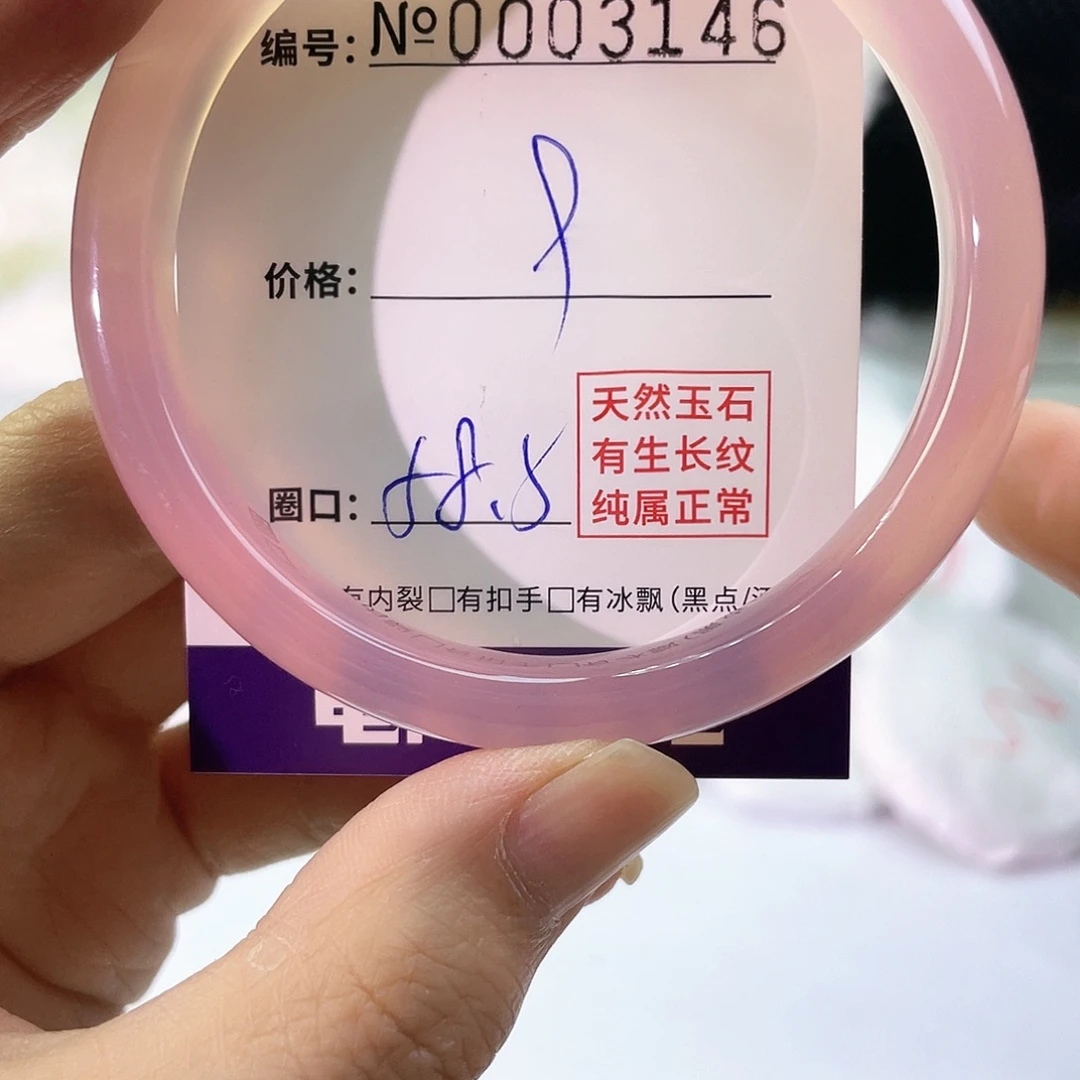 编号: №0003146
价格:
圈口: 58.5
天然玉石
有生长纹
纯属正常
有内裂□有扣手□有冰飘(黑点/